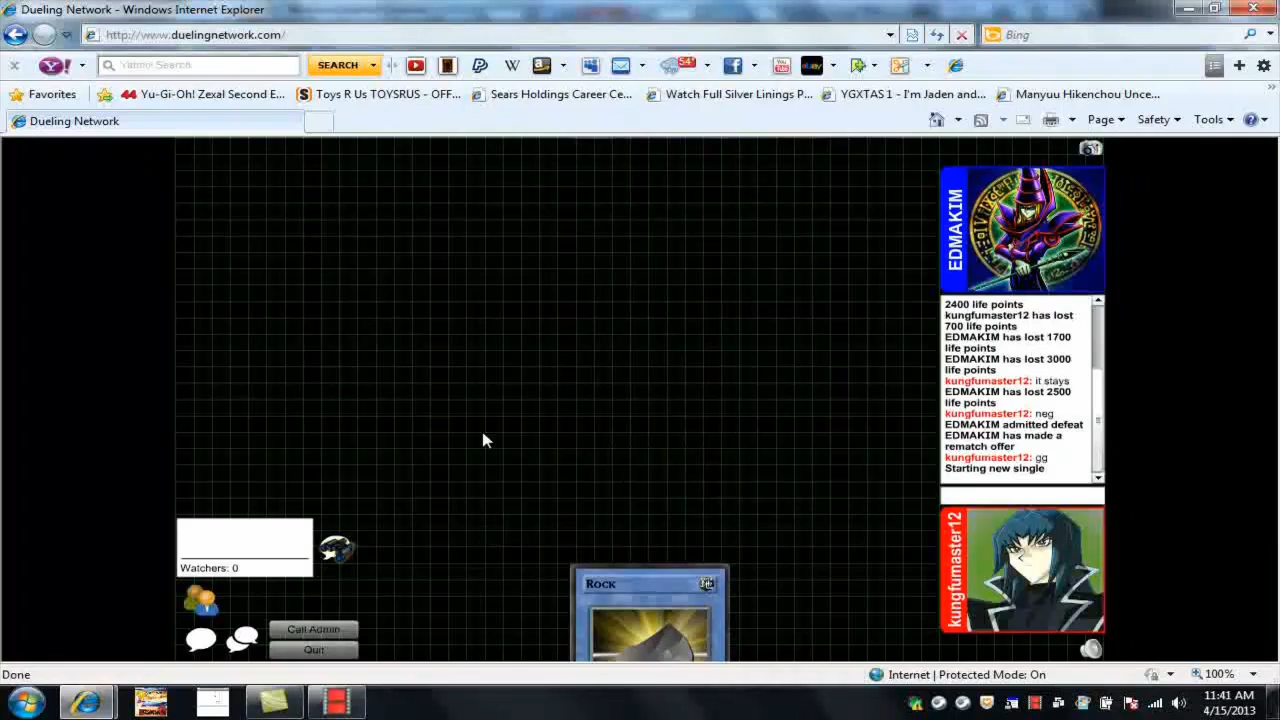 Dueling Network - Windows Internet Explorer
http://www.duelingnetwork.com/
Bing
Y!
Yahoo! Search
SEARCH
54°
Favorites
Yu-Gi-Oh! Zexal Second E...
Toys R Us TOYSRUS - OFF...
Sears Holdings Career Ce...
Watch Full Silver Linings P...
YGXTAS 1 - I'm Jaden and...
Manyuu Hikenchou Unce...
Dueling Network
Page
Safety
Tools
EDMAKIM
2400 life points
kungfumaster12 has lost
700 life points
EDMAKIM has lost 1700
life points
EDMAKIM has lost 3000
life points
kungfumaster12: it stays
EDMAKIM has lost 2500
life points
kungfumaster12: neg
EDMAKIM admitted defeat
EDMAKIM has made a
rematch offer
kungfumaster12: gg
Starting new single
kungfumaster12
Watchers: 0
Call Admin
Quit
ROCK
Done
Internet | Protected Mode: On
100%
11:41 AM
4/15/2013